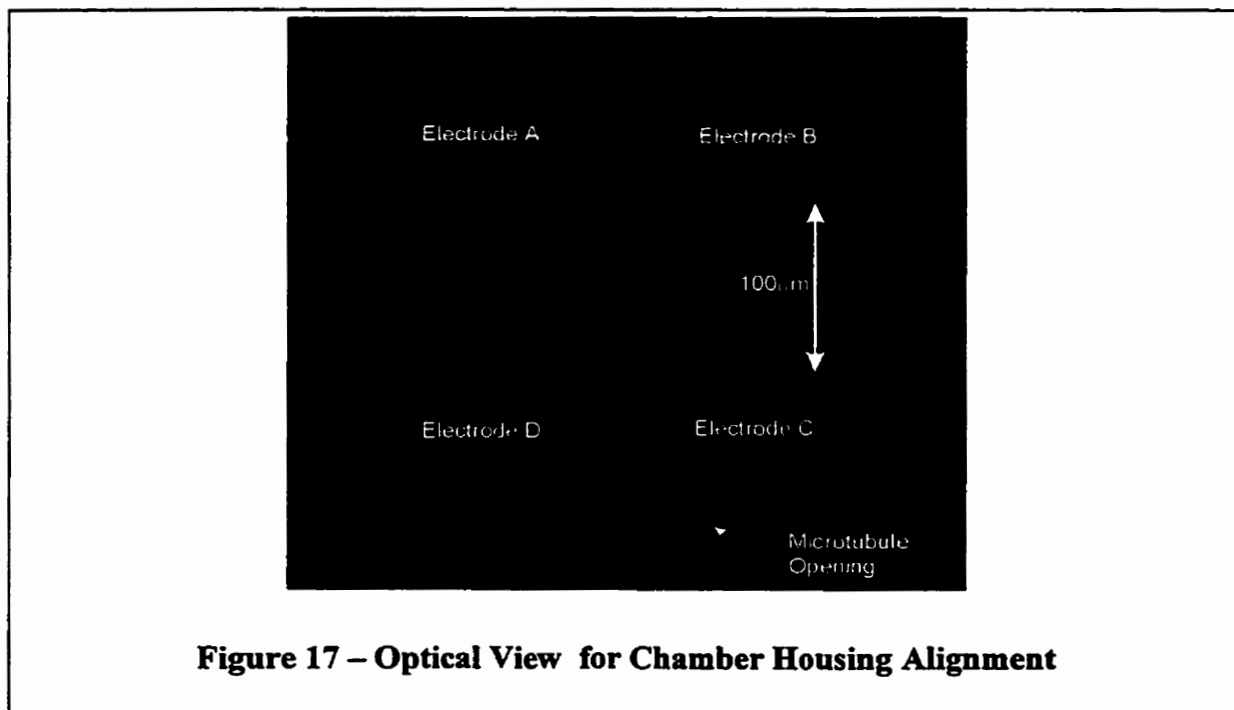 Electrode A
Electrode B
100μm
Electrode D
Electrode C
Microtubule
Opening
Figure 17 – Optical View for Chamber Housing Alignment